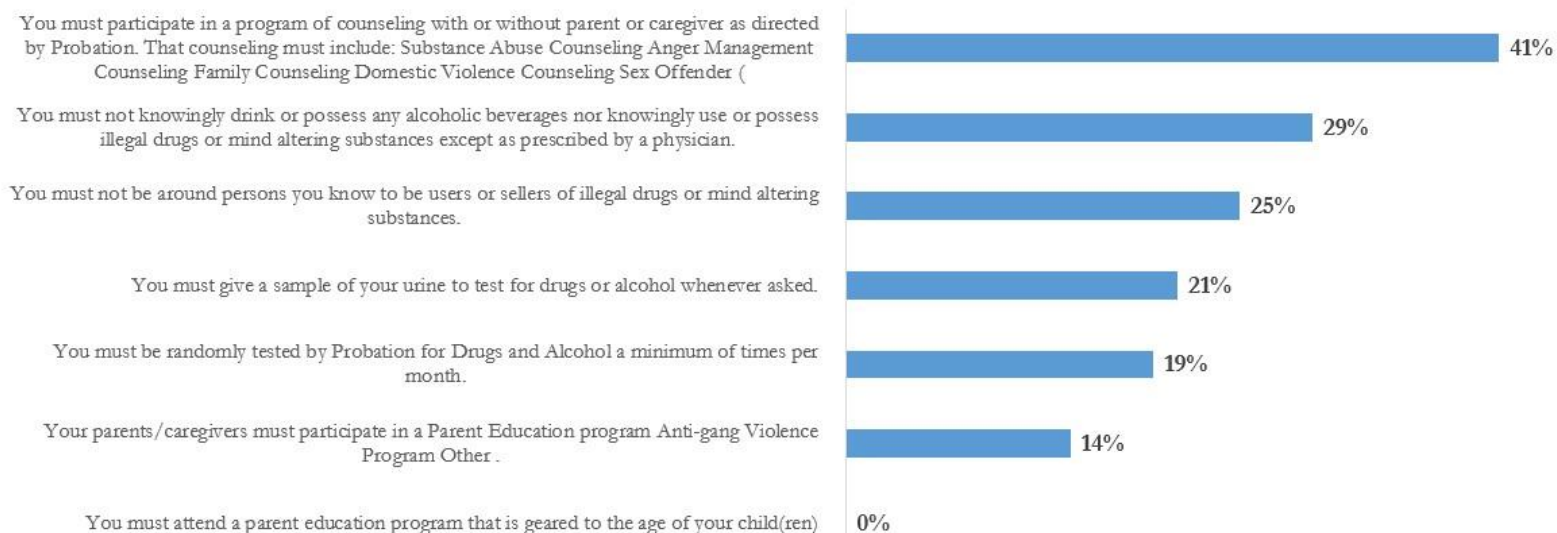 You must participate in a program of counseling with or without parent or caregiver as directed
by Probation. That counseling must include: Substance Abuse Counseling Anger Management
Counseling Family Counseling Domestic Violence Counseling Sex Offender (
41%
You must not knowingly drink or possess any alcoholic beverages nor knowingly use or possess
illegal drugs or mind altering substances except as prescribed by a physician.
29%
You must not be around persons you know to be users or sellers of illegal drugs or mind altering
substances.
25%
You must give a sample of your urine to test for drugs or alcohol whenever asked.
21%
You must be randomly tested by Probation for Drugs and Alcohol a minimum of times per
month.
19%
Your parents/caregivers must participate in a Parent Education program Anti-gang Violence
Program Other .
14%
You must attend a parent education program that is geared to the age of your child(ren)
0%